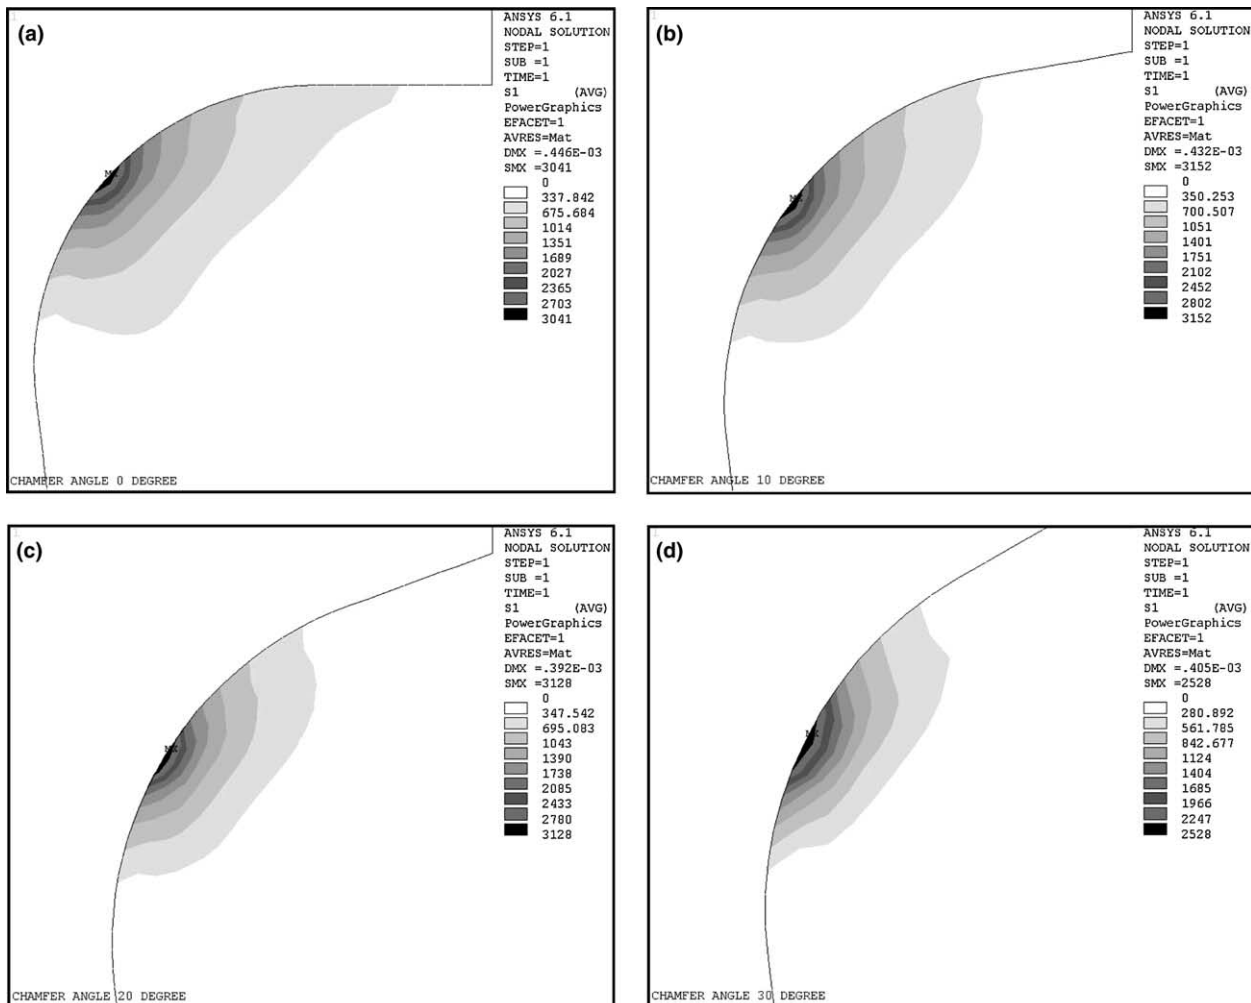 1
(a)
ANSYS 6.1
NODAL SOLUTION
STEP=1
SUB =1
TIME=1
S1 (AVG)
PowerGraphics
EFACET=1
AVRES=Mat
DMX =.446E-03
SMX =3041
0
337.842
675.684
1014
1351
1689
2027
2365
2703
3041
MX
CHAMFER ANGLE 0 DEGREE
1
(b)
ANSYS 6.1
NODAL SOLUTION
STEP=1
SUB =1
TIME=1
S1 (AVG)
PowerGraphics
EFACET=1
AVRES=Mat
DMX =.432E-03
SMX =3152
0
350.253
700.507
1051
1401
1751
2102
2452
2802
3152
MX
CHAMFER ANGLE 10 DEGREE
1
(c)
ANSYS 6.1
NODAL SOLUTION
STEP=1
SUB =1
TIME=1
S1 (AVG)
PowerGraphics
EFACET=1
AVRES=Mat
DMX =.392E-03
SMX =3128
0
347.542
695.083
1043
1390
1738
2085
2433
2780
3128
MX
CHAMFER ANGLE 20 DEGREE
1
(d)
ANSYS 6.1
NODAL SOLUTION
STEP=1
SUB =1
TIME=1
S1 (AVG)
PowerGraphics
EFACET=1
AVRES=Mat
DMX =.405E-03
SMX =2528
0
280.892
561.785
842.677
1124
1404
1685
1966
2247
2528
MX
CHAMFER ANGLE 30 DEGREE